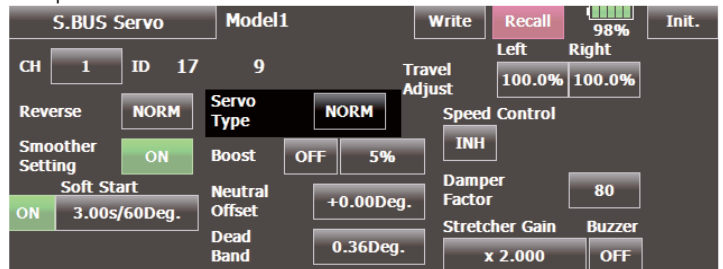 S.BUS Servo Model1 Write Recall 98% Init.
CH 1 ID 17 9
Travel Adjust Left 100.0% Right 100.0%
Reverse NORM
Servo Type NORM
Speed Control
INH
Smoother Setting ON
Boost OFF 5%
Damper Factor 80
Soft Start
ON 3.00s/60Deg.
Neutral Offset +0.00Deg.
Dead Band 0.36Deg.
Stretcher Gain Buzzer
x 2.000 OFF